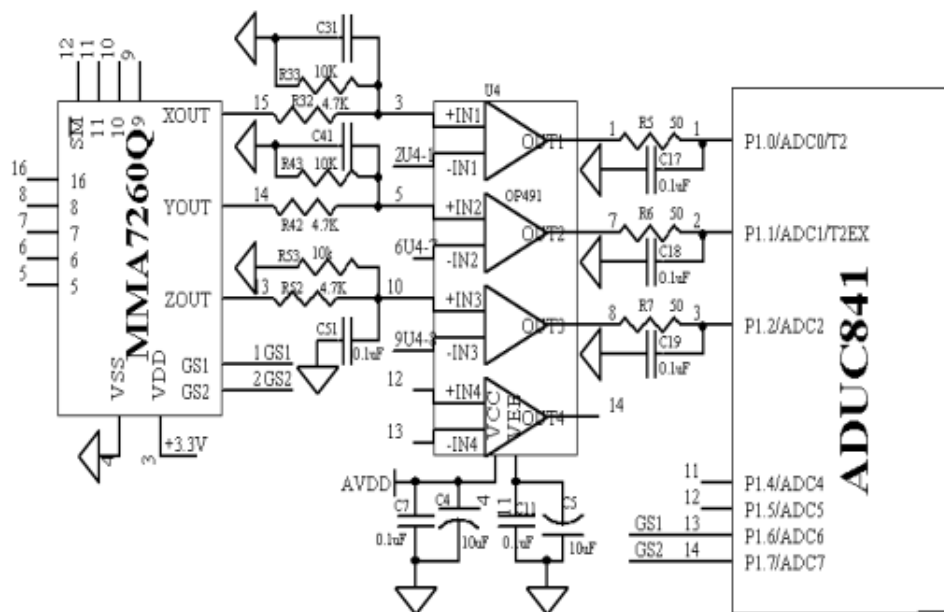 C31
R33 10K
R32 4.7K
C41
R43 10K
R42 4.7K
R53 10k
R52 4.7K
C51
0.1uF
12
11
10
9
SM
11
10
9
XOUT 15
YOUT 14
ZOUT 13
16 16
8 8
7 7
6 6
5 5
MMA7260Q
GS1 1 GS1
GS2 2 GS2
VSS
VDD
4
3 +3.3V
U4
3 +IN1
2U4-1 -IN1
OUT1 1
OP491
5 +IN2
6U4-7 -IN2
OUT2 7
10 +IN3
-IN3
OUT3 8
12 +IN4
13 -IN4
OUT4 14
VCC
VEE
AVDD
C7
0.1uF
C4
10uF
4
11
C11
0.1uF
C5
10uF
R5 50
C17
0.1uF
R6 50
C18
0.1uF
R7 50
C19
0.1uF
1 P1.0/ADC0/T2
2 P1.1/ADC1/T2EX
3 P1.2/ADC2
ADUC841
11 P1.4/ADC4
12 P1.5/ADC5
GS1 13 P1.6/ADC6
GS2 14 P1.7/ADC7